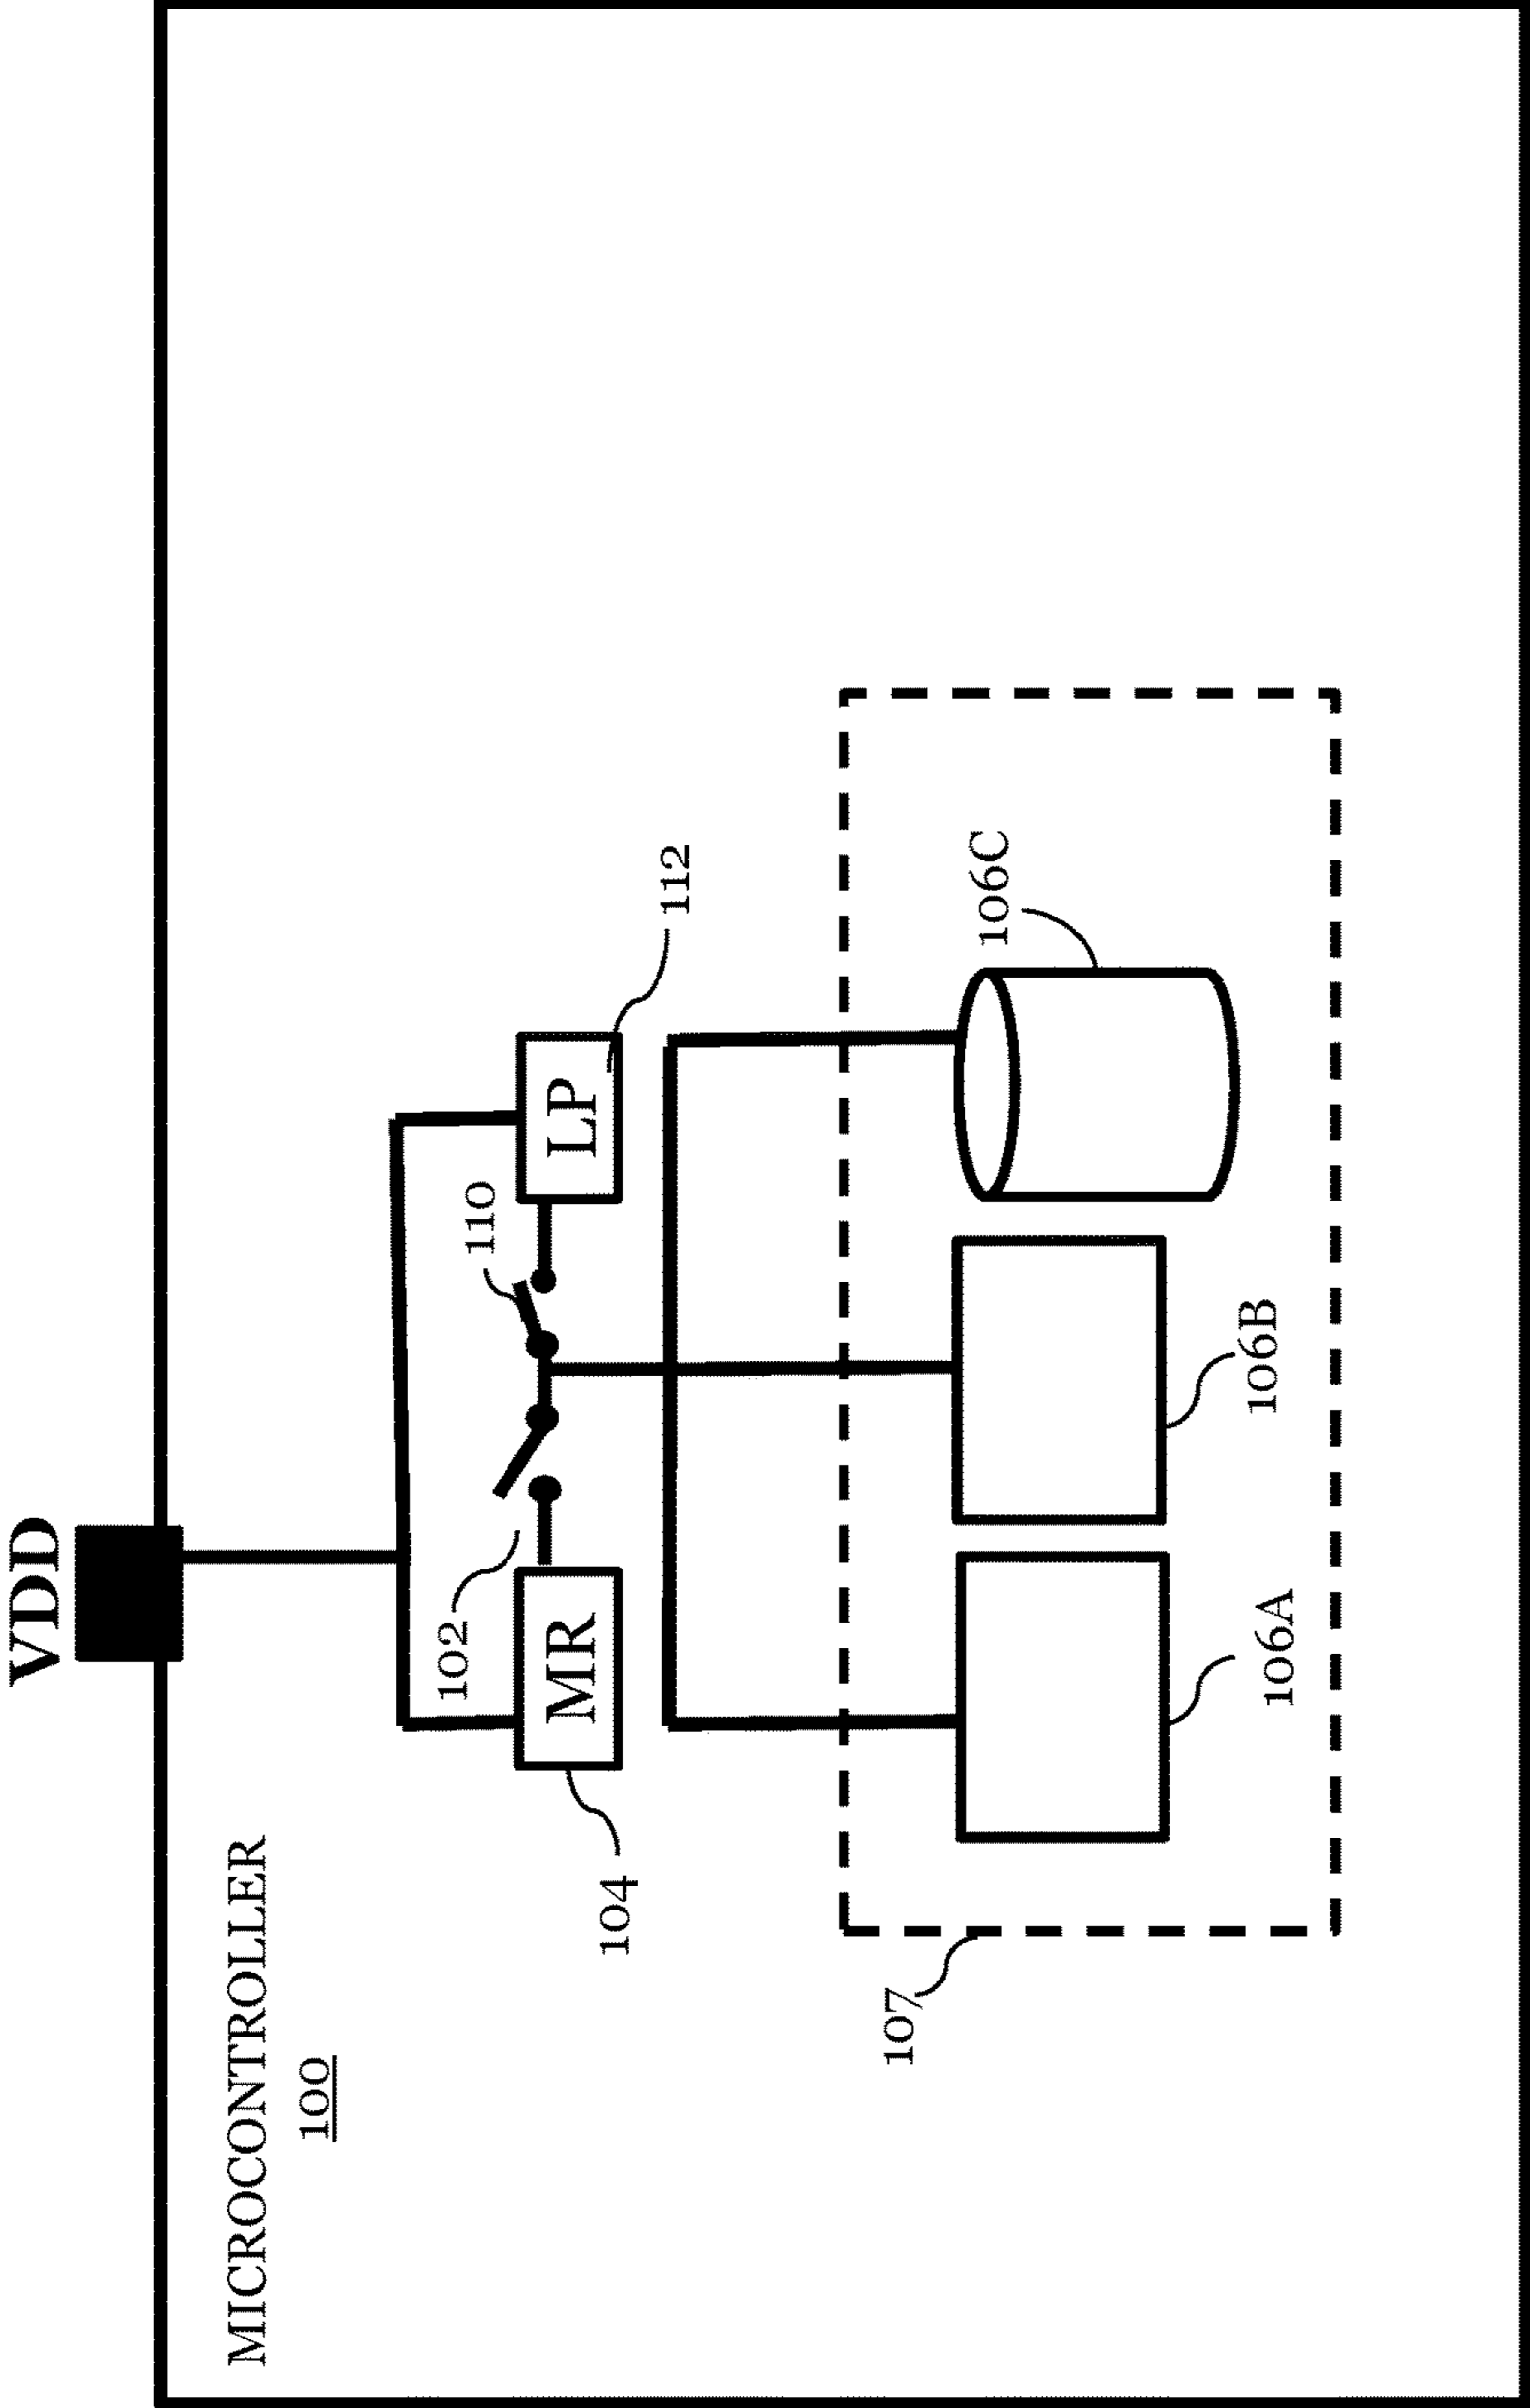 VDD
MICROCONTROLLER
100
102
110
MR
LP
104
112
107
106C
106A
106B